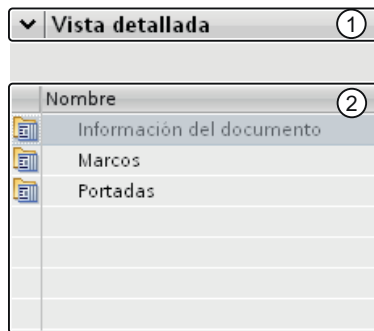 Vista detallada 1
Nombre 2
Información del documento
Marcos
Portadas